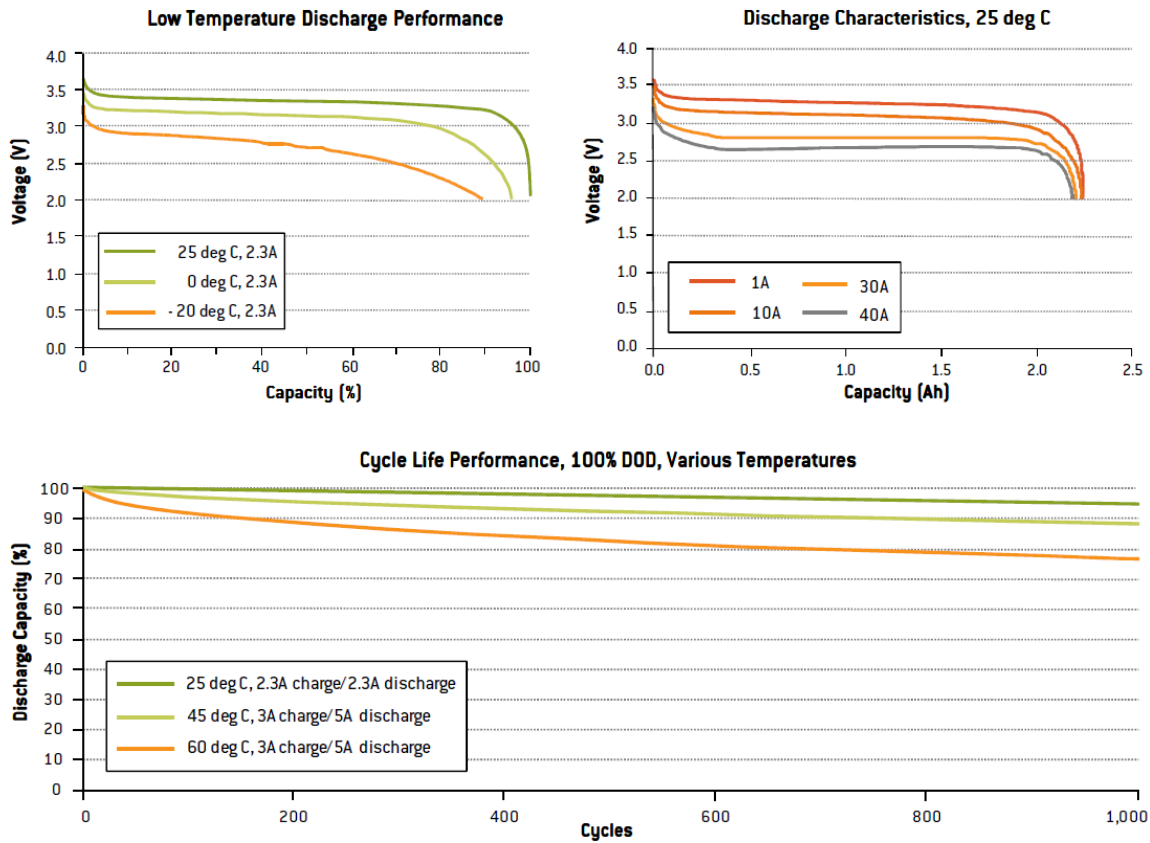 Low Temperature Discharge Performance
4.0
3.5
3.0
2.5
2.0
1.5
1.0
0.5
0.0
Voltage (V)
25 deg C, 2.3A
0 deg C, 2.3A
- 20 deg C, 2.3A
0 20 40 60 80 100
Capacity (%)
Discharge Characteristics, 25 deg C
4.0
3.5
3.0
2.5
2.0
1.5
1.0
0.5
0.0
Voltage (V)
1A 30A
10A 40A
0.0 0.5 1.0 1.5 2.0 2.5
Capacity (Ah)
Cycle Life Performance, 100% DOD, Various Temperatures
100
90
80
70
60
50
40
30
20
10
0
Discharge Capacity (%)
25 deg C, 2.3A charge/2.3A discharge
45 deg C, 3A charge/5A discharge
60 deg C, 3A charge/5A discharge
0 200 400 600 800 1,000
Cycles